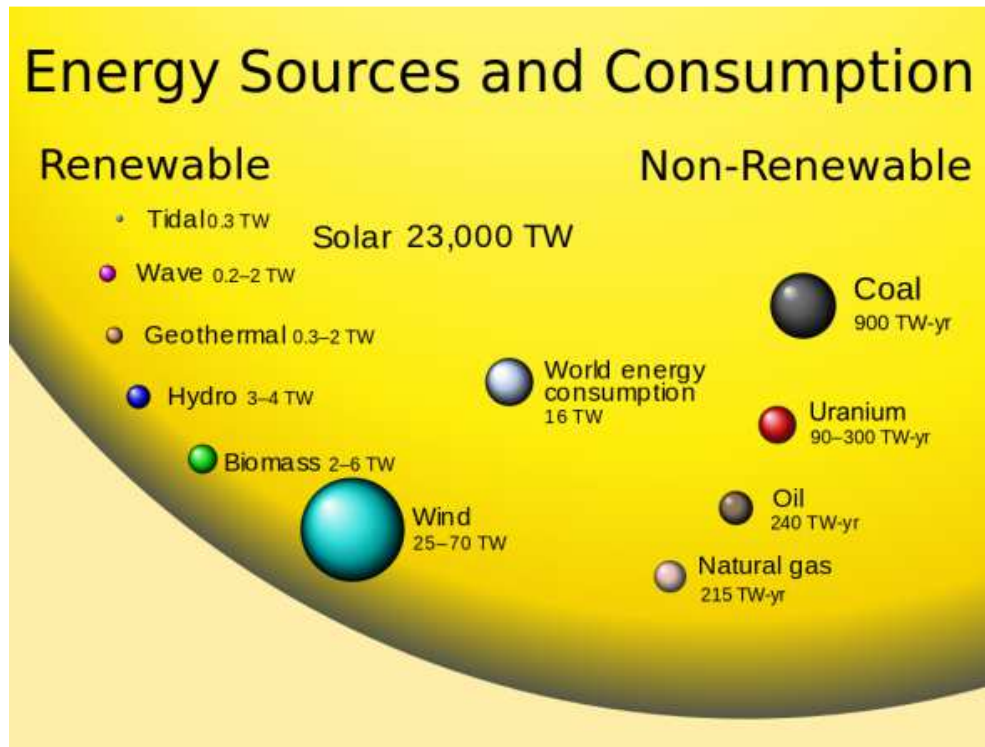 Energy Sources and Consumption
Renewable
Non-Renewable
Tidal 0.3 TW
Solar 23,000 TW
Wave 0.2–2 TW
Geothermal 0.3–2 TW
Hydro 3–4 TW
Biomass 2–6 TW
Wind
25–70 TW
World energy
consumption
16 TW
Coal
900 TW-yr
Uranium
90–300 TW-yr
Oil
240 TW-yr
Natural gas
215 TW-yr